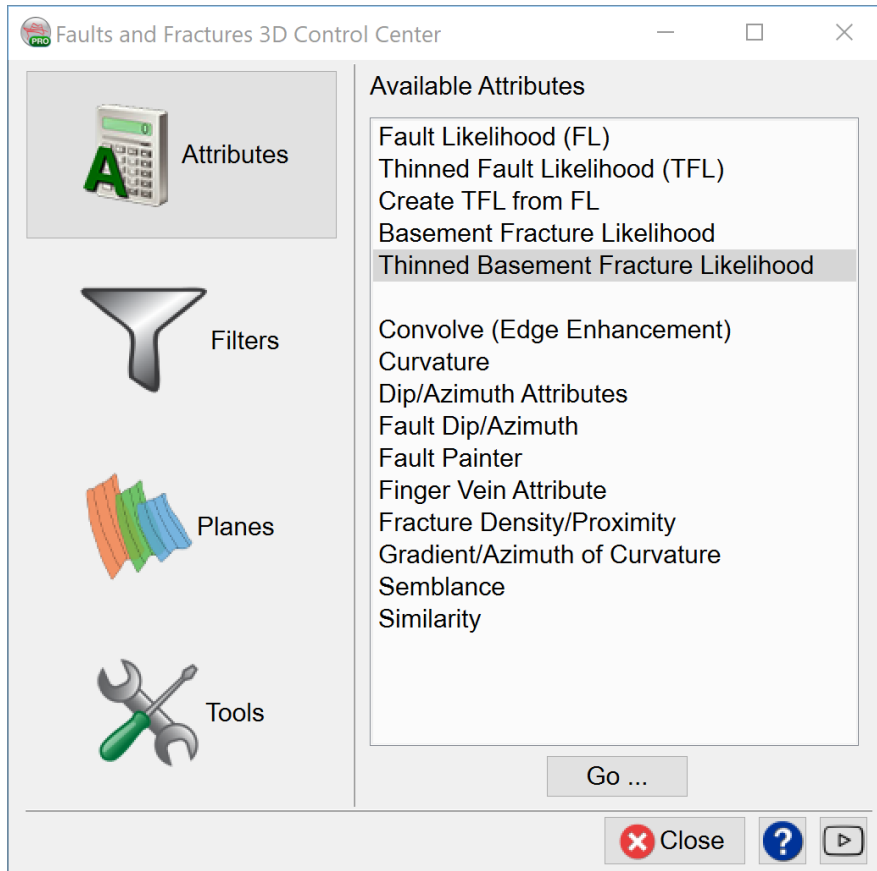 PRO
Faults and Fractures 3D Control Center
Attributes
Filters
Planes
Tools
Available Attributes
Fault Likelihood (FL)
Thinned Fault Likelihood (TFL)
Create TFL from FL
Basement Fracture Likelihood
Thinned Basement Fracture Likelihood
Convolve (Edge Enhancement)
Curvature
Dip/Azimuth Attributes
Fault Dip/Azimuth
Fault Painter
Finger Vein Attribute
Fracture Density/Proximity
Gradient/Azimuth of Curvature
Semblance
Similarity
Go ...
Close
?